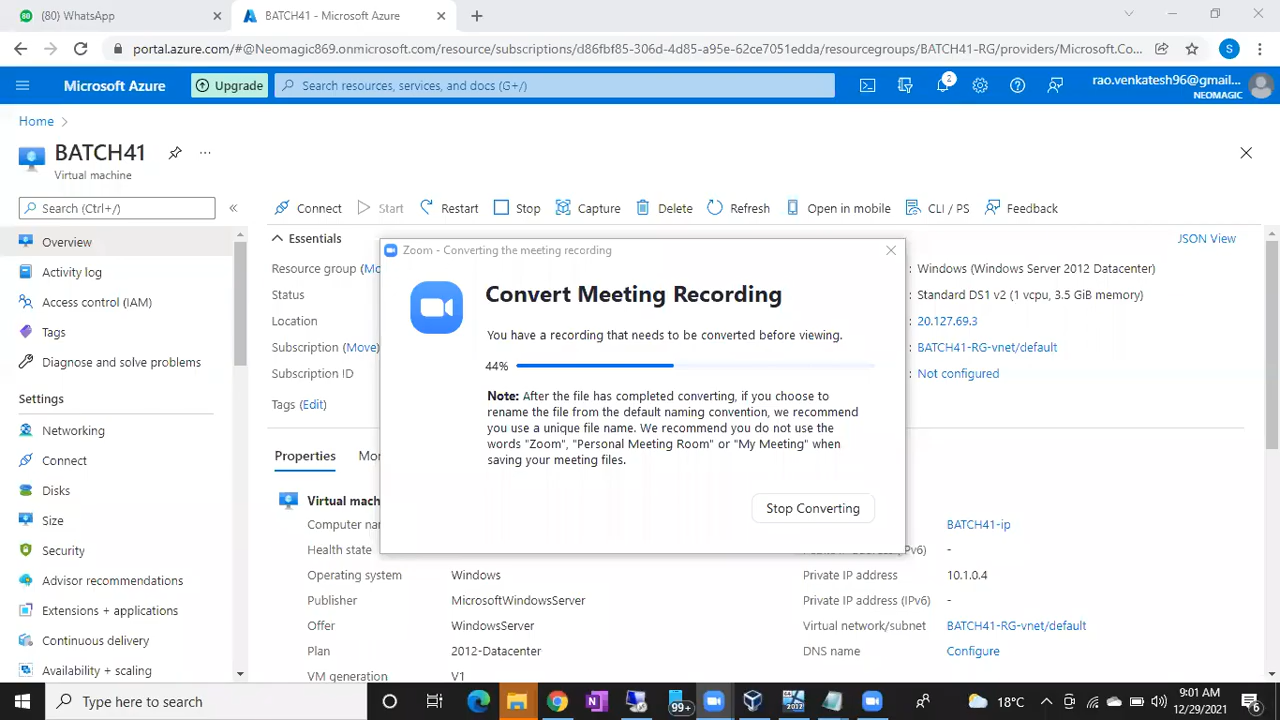 (80) WhatsApp
BATCH41 - Microsoft Azure
portal.azure.com/#@Neomagic869.onmicrosoft.com/resource/subscriptions/d86fbf85-306d-4d85-a95e-62ce7051edda/resourcegroups/BATCH41-RG/providers/Microsoft.Co...
S
Microsoft Azure
Upgrade
Search resources, services, and docs (G+/)
2
rao.venkatesh96@gmail...
NEOMAGIC
Home >
BATCH41
Virtual machine
Search (Ctrl+/)
Connect
Start
Restart
Stop
Capture
Delete
Refresh
Open in mobile
CLI / PS
Feedback
Overview
Activity log
Access control (IAM)
Tags
Diagnose and solve problems
Settings
Networking
Connect
Disks
Size
Security
Advisor recommendations
Extensions + applications
Continuous delivery
Availability + scaling
Essentials
JSON View
Resource group (Mo
Status
Location
Subscription (Move)
Subscription ID
Tags (Edit)
: Windows (Windows Server 2012 Datacenter)
: Standard DS1 v2 (1 vcpu, 3.5 GiB memory)
: 20.127.69.3
: BATCH41-RG-vnet/default
: Not configured
Zoom - Converting the meeting recording
Convert Meeting Recording
You have a recording that needs to be converted before viewing.
44%
Note: After the file has completed converting, if you choose to
rename the file from the default naming convention, we recommend
you use a unique file name. We recommend you do not use the
words "Zoom", "Personal Meeting Room" or "My Meeting" when
saving your meeting files.
Stop Converting
Properties
Mo
Virtual mach
Computer na
Health state
Operating system
Windows
Publisher
MicrosoftWindowsServer
Offer
WindowsServer
Plan
2012-Datacenter
VM generation
V1
BATCH41-ip
Pv6)
-
Private IP address
10.1.0.4
Private IP address (IPv6)
-
Virtual network/subnet
BATCH41-RG-vnet/default
DNS name
Configure
Type here to search
99+
2012
18°C
9:01 AM
12/29/2021
6